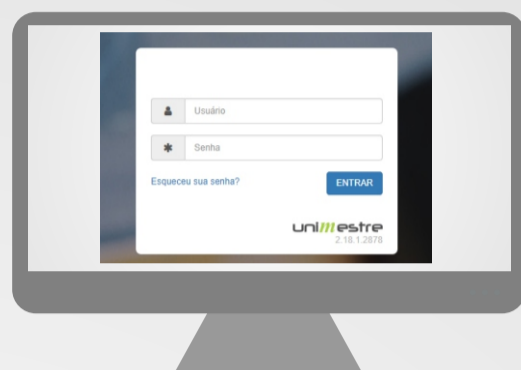 Usuário
Senha
Esqueceu sua senha?
ENTRAR
unimestre
2.18.1.2878